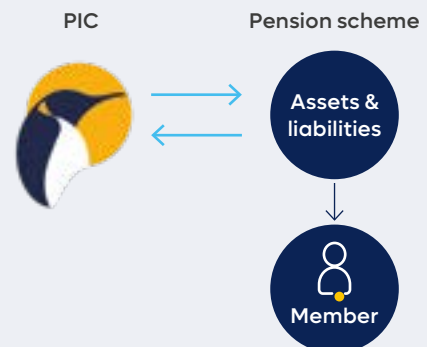 PIC
Pension scheme
Assets &
liabilities
Member